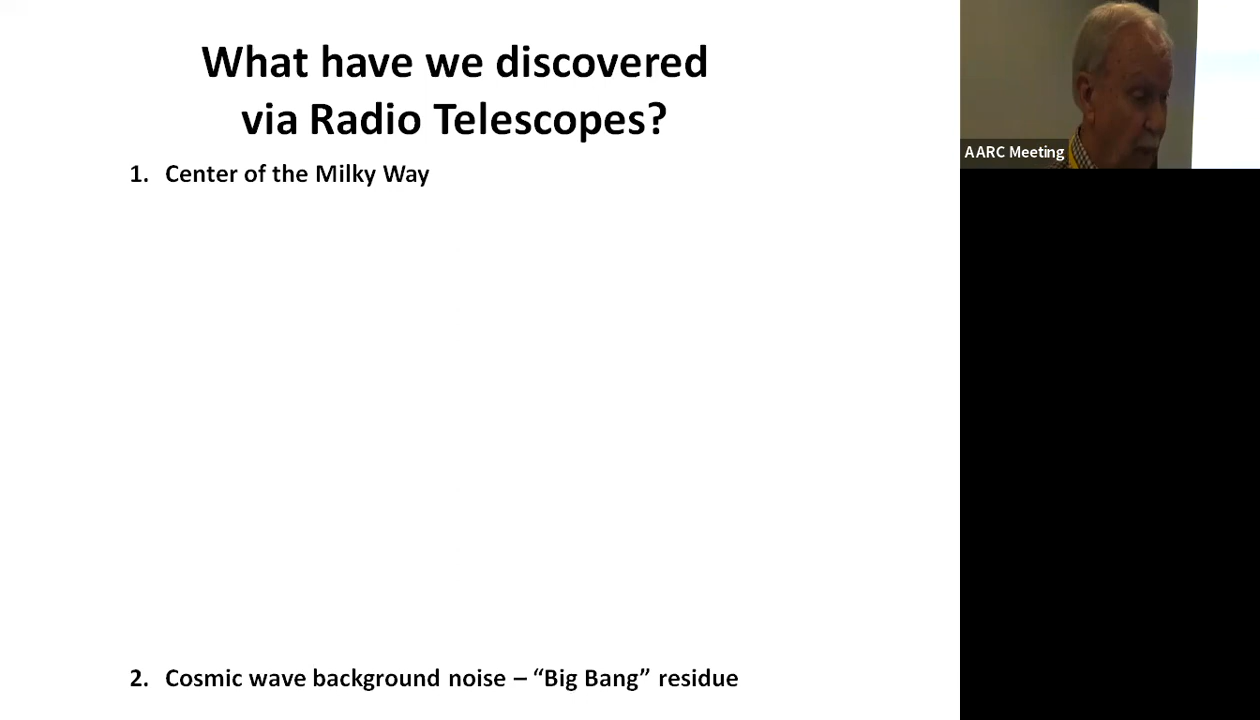 What have we discovered
via Radio Telescopes?
1. Center of the Milky Way
AARC Meeting
2. Cosmic wave background noise – “Big Bang” residue